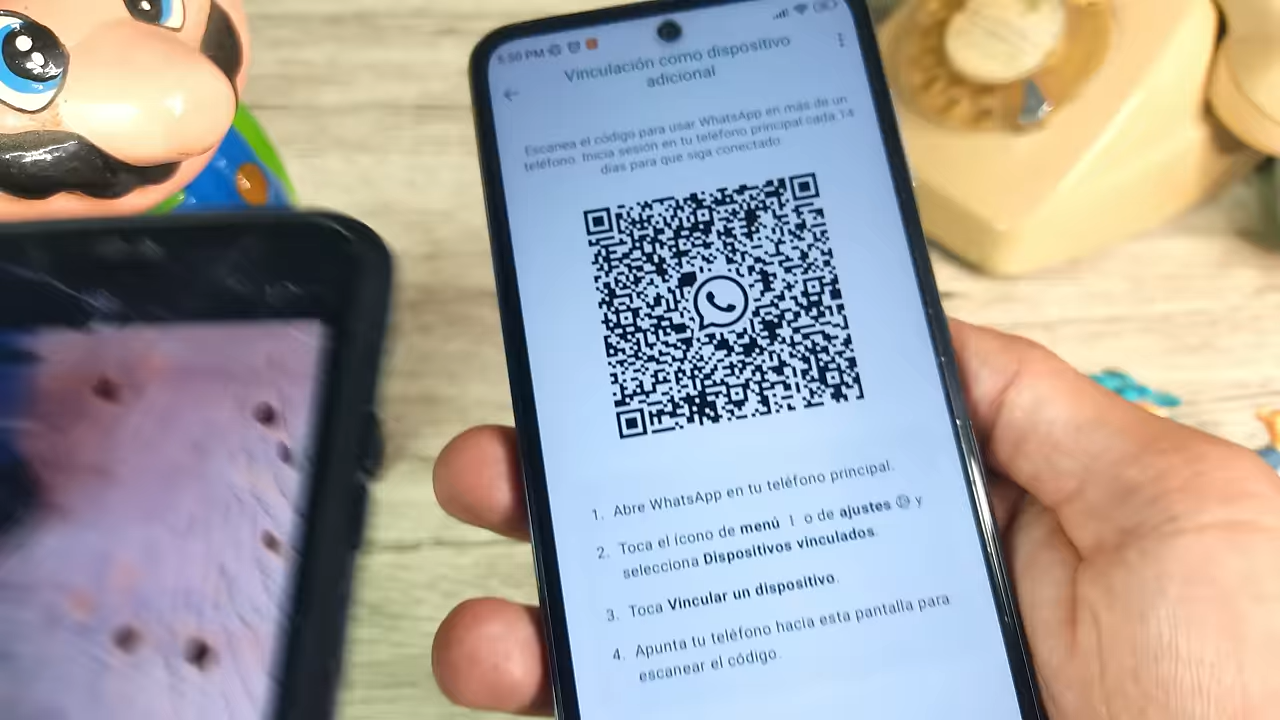 5:50 PM
Vinculación como dispositivo
adicional
Escanea el código para usar WhatsApp en más de un
teléfono. Inicia sesión en tu teléfono principal cada 14
días para que siga conectado.
1. Abre WhatsApp en tu teléfono principal.
2. Toca el ícono de menú o de ajustes y
selecciona Dispositivos vinculados.
3. Toca Vincular un dispositivo.
4. Apunta tu teléfono hacia esta pantalla para
escanear el código.